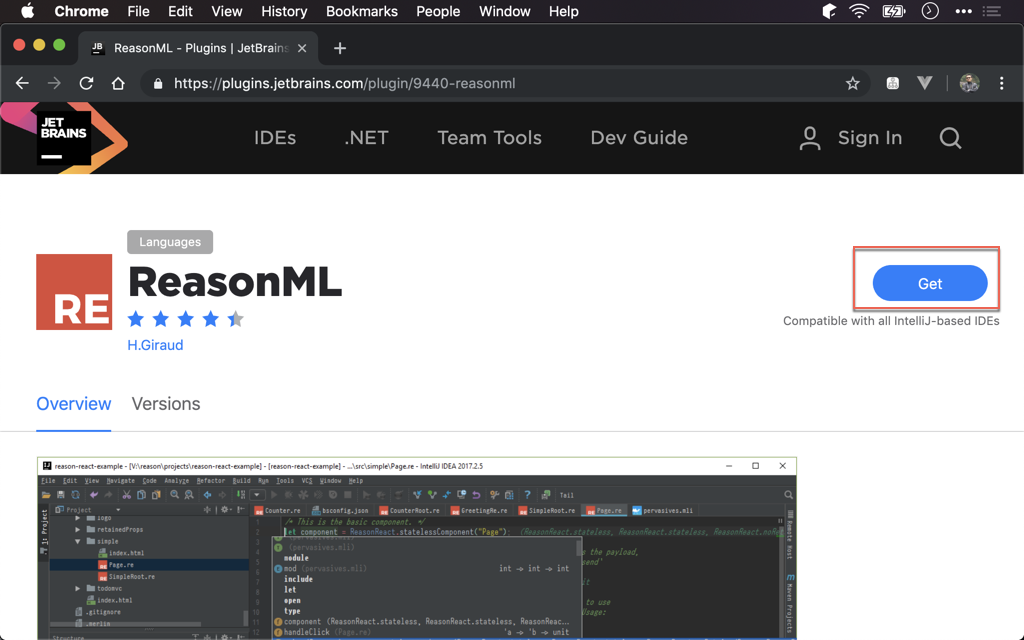 Chrome File Edit View History Bookmarks People Window Help
JB ReasonML - Plugins | JetBrains
https://plugins.jetbrains.com/plugin/9440-reasonml
JET
BRAINS
IDEs .NET Team Tools Dev Guide Sign In
Languages
RE
ReasonML
H.Giraud
Get
Compatible with all IntelliJ-based IDEs
Overview Versions
reason-react-example - [V:\reason\projects\reason-react-example] - [reason-react-example] - ...\src\simple\Page.re - IntelliJ IDEA 2017.2.5
File Edit View Navigate Code Analyze Refactor Build Run Tools VCS Window Help
Tail
Project
Counter.re bsconfig.json CounterRoot.re GreetingRe.re SimpleRoot.re Page.re pervasives.mli
1: Project
logo
retainedProps
simple
index.html
Page.re
SimpleRoot.re
todomvc
index.html
.gitignore
.merlin
Structure
/* This is the basic component. */
let component = ReasonReact.statelessComponent("Page"); (ReasonReact.stateless, ReasonReact.stateless, ReasonReact.noRe
(pervasives.mli)
module
mod (pervasives.mli) int → int → int
include
let
open
type
component (ReasonReact.stateless, ReasonReact.stateless, ReasonReac...
handleClick (Page.re) 'a → 'b → unit
s the payload,
send'
it
to use
Usage:
Remote Host
Maven Projects